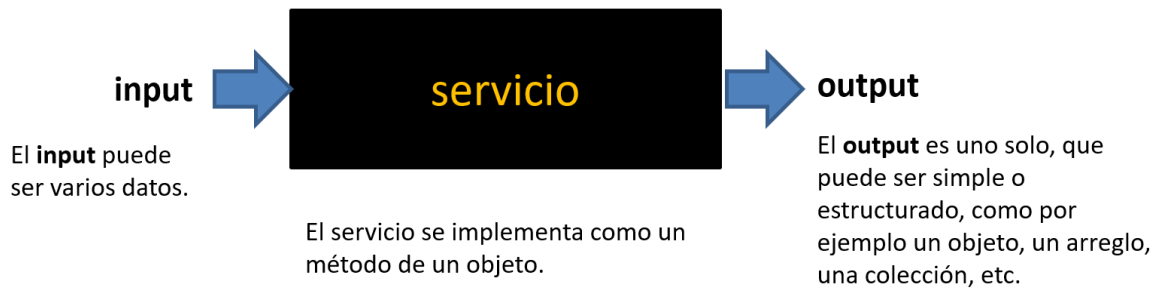 input
servicio
output
El input puede
ser varios datos.
El servicio se implementa como un
método de un objeto.
El output es uno solo, que
puede ser simple o
estructurado, como por
ejemplo un objeto, un arreglo,
una colección, etc.